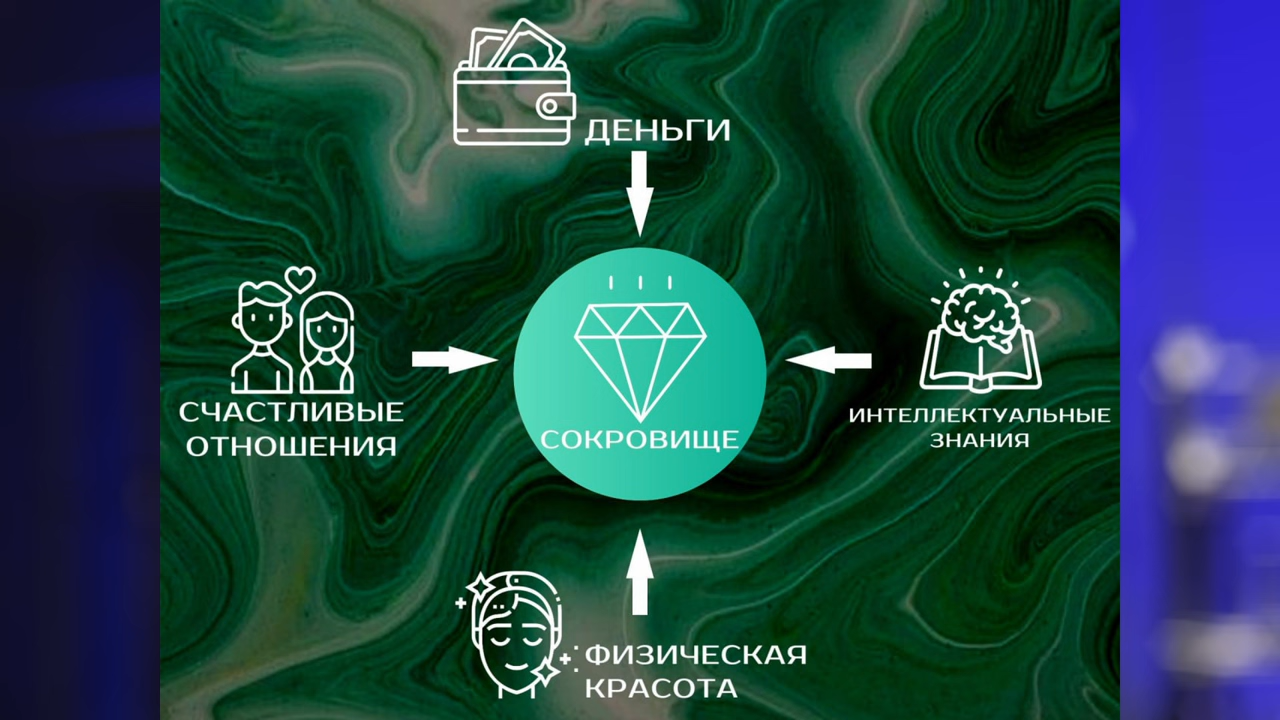 ДЕНЬГИ
СЧАСТЛИВЫЕ
ОТНОШЕНИЯ
СОКРОВИЩЕ
ИНТЕЛЛЕКТУАЛЬНЫЕ
ЗНАНИЯ
ФИЗИЧЕСКАЯ
КРАСОТА